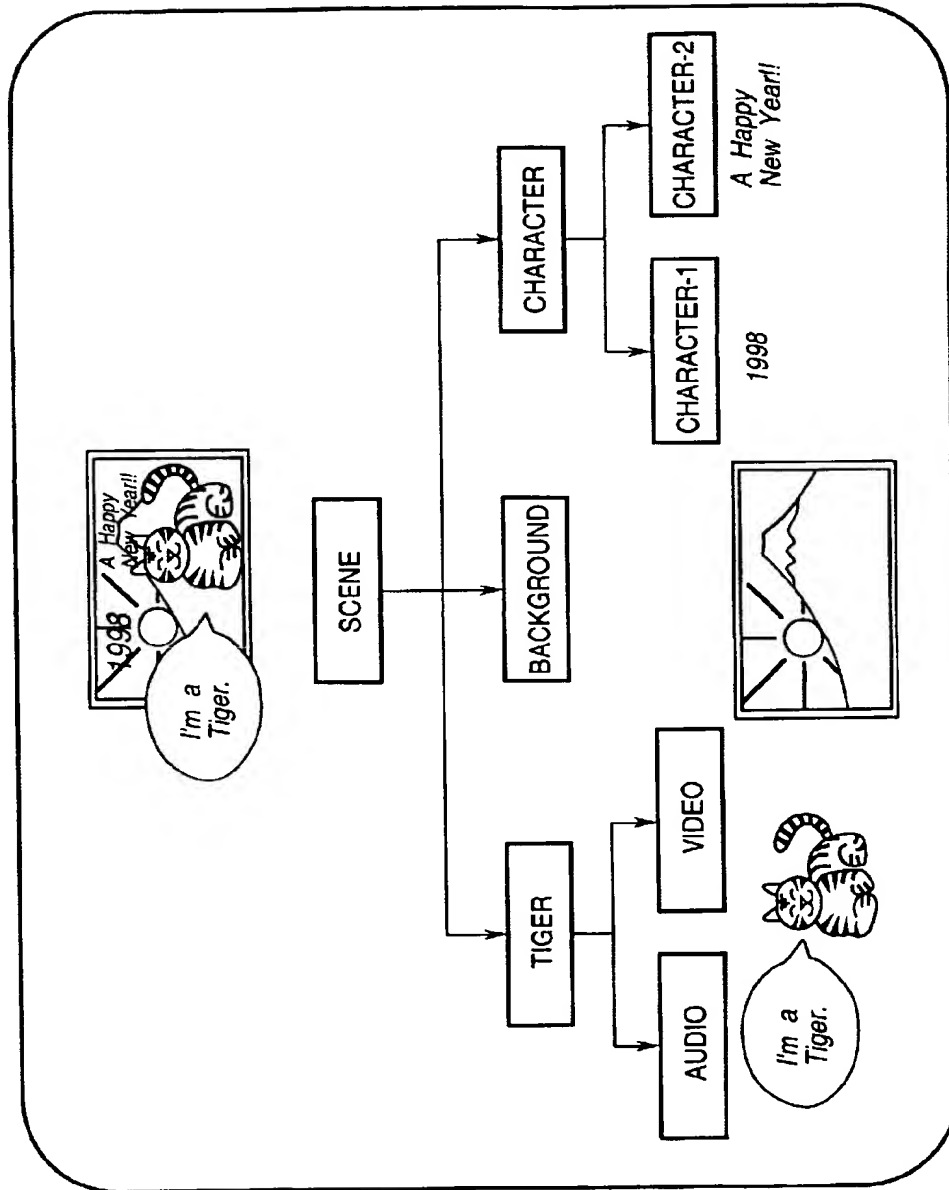 1998
A Happy
New Year!!
I'm a
Tiger.
SCENE
TIGER
BACKGROUND
CHARACTER
AUDIO
VIDEO
CHARACTER-1
CHARACTER-2
I'm a
Tiger.
1998
A Happy
New Year!!